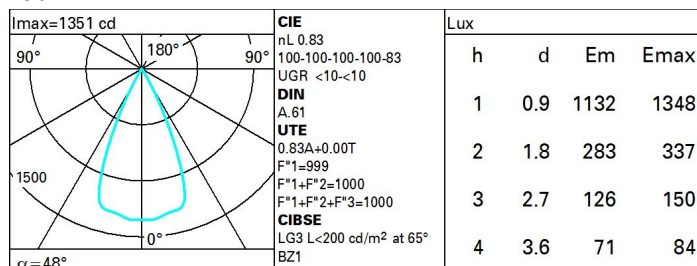 Imax=1351 cd
90°
180°
90°
1500
0°
α=48°
CIE
nL 0.83
100-100-100-100-83
UGR <10-<10
DIN
A.61
UTE
0.83A+0.00T
F"1=999
F"1+F"2=1000
F"1+F"2+F"3=1000
CIBSE
LG3 L<200 cd/m² at 65°
BZ1
Lux
h d Em Emax
1 0.9 1132 1348
2 1.8 283 337
3 2.7 126 150
4 3.6 71 84